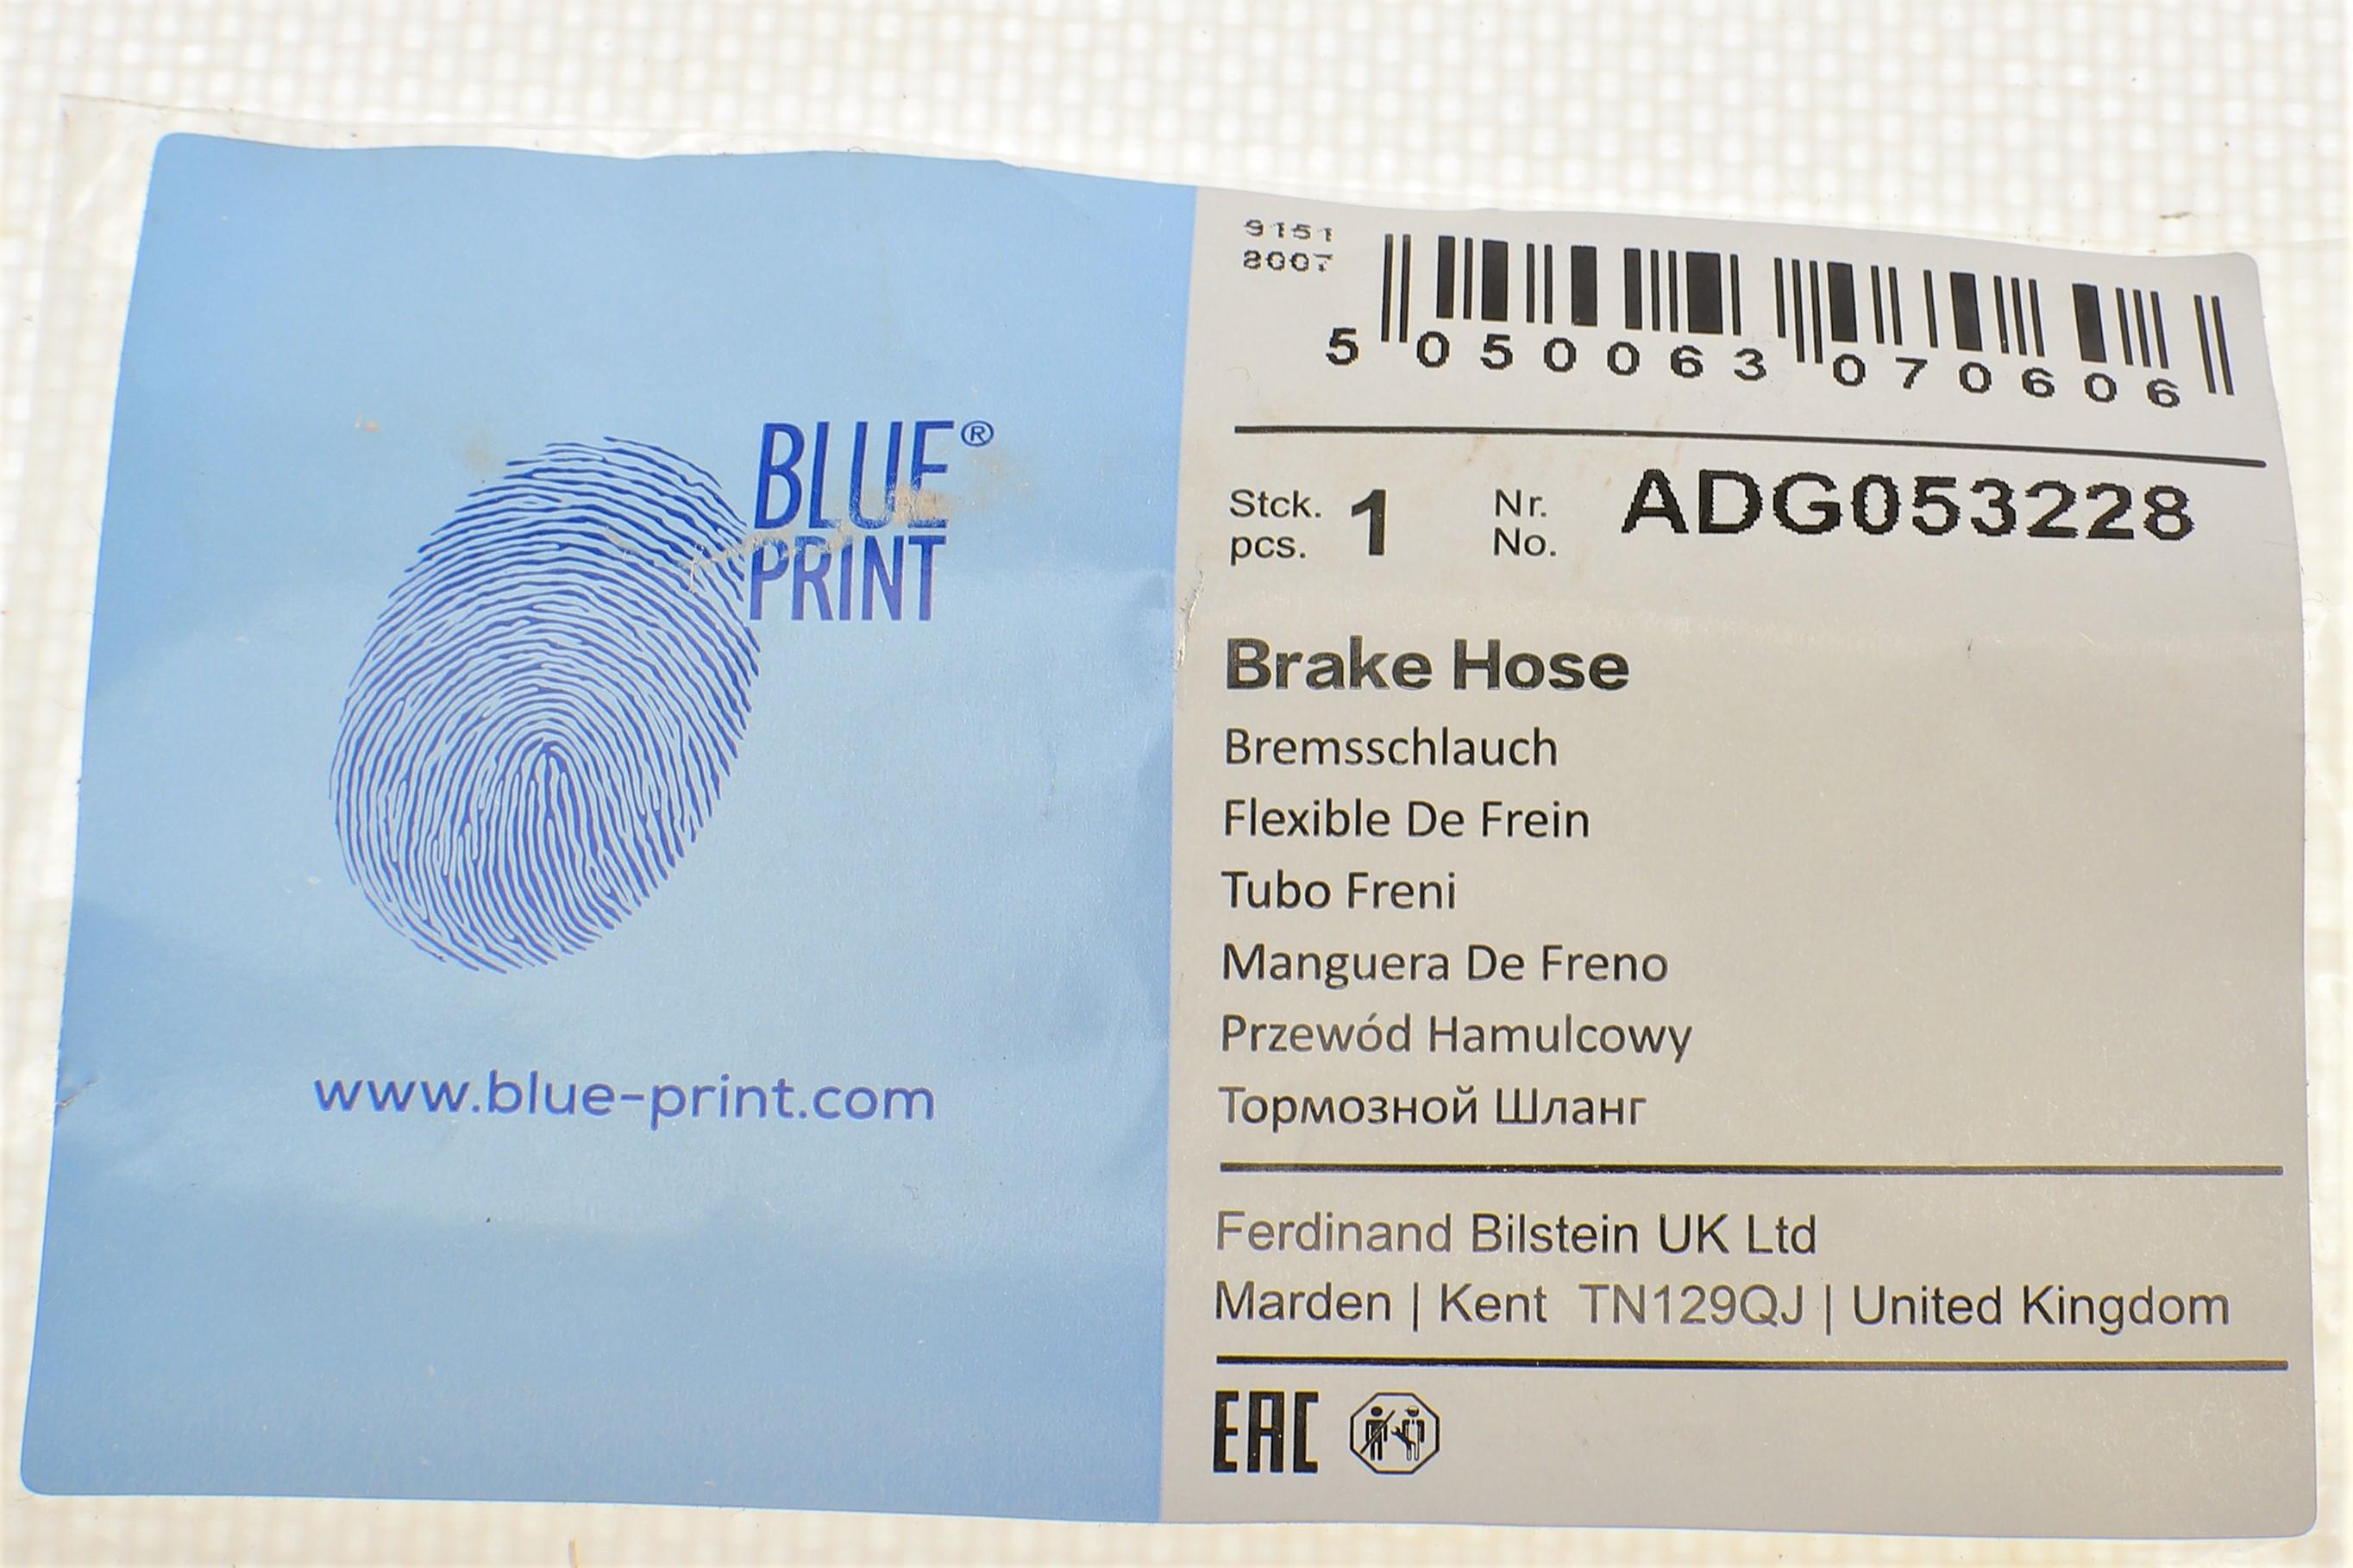 BLUE®
PRINT
www.blue-print.com
9151
8007
5 050063 070606
Stck. 1 Nr. ADG053228
pcs. No.
Brake Hose
Bremsschlauch
Flexible De Frein
Tubo Freni
Manguera De Freno
Przewód Hamulcowy
Тормозной Шланг
Ferdinand Bilstein UK Ltd
Marden | Kent TN129QJ | United Kingdom
EAC